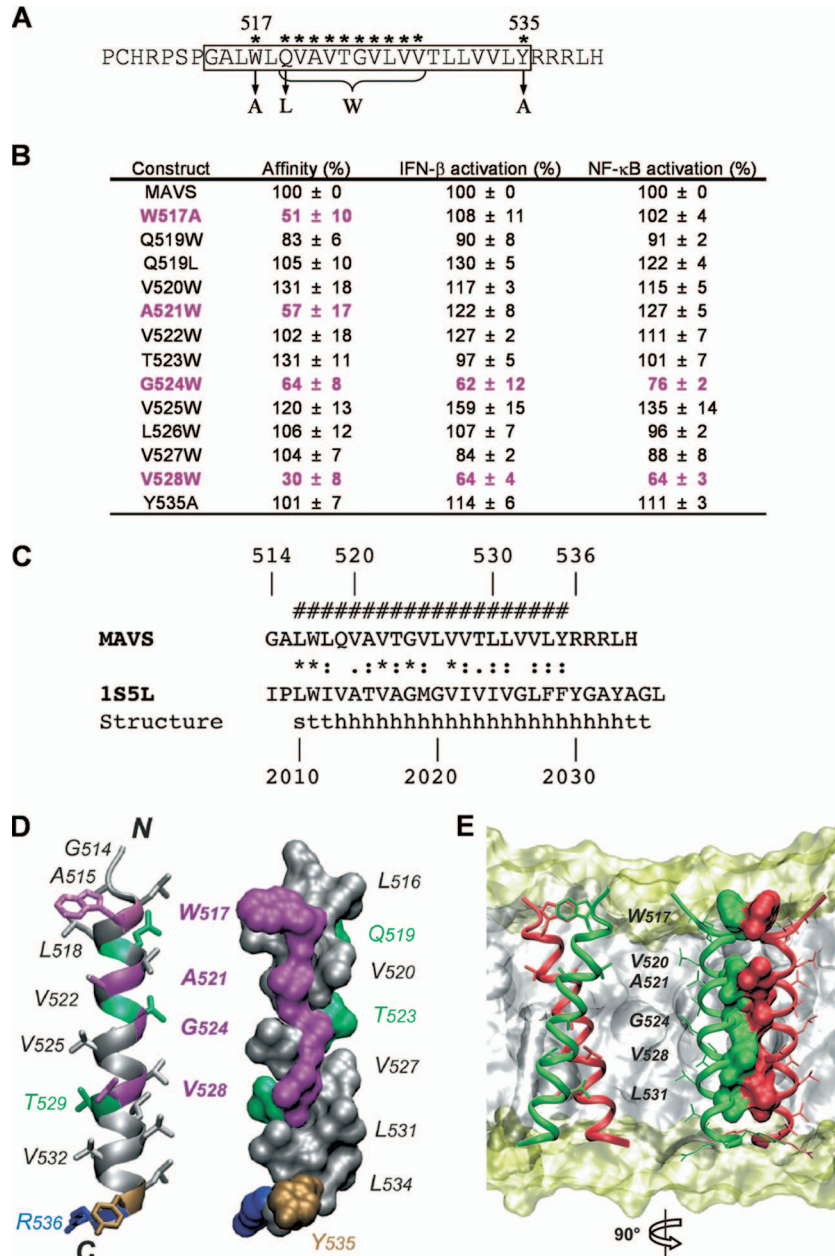 A
517 535
* ********** *
PCHRPSPGALWLQVAVTGVLVVTLLVVLYRRRLH
A L W A
B
Construct Affinity (%) IFN-β activation (%) NF-κB activation (%)
MAVS 100 ± 0 100 ± 0 100 ± 0
W517A 51 ± 10 108 ± 11 102 ± 4
Q519W 83 ± 6 90 ± 8 91 ± 2
Q519L 105 ± 10 130 ± 5 122 ± 4
V520W 131 ± 18 117 ± 3 115 ± 5
A521W 57 ± 17 122 ± 8 127 ± 5
V522W 102 ± 18 127 ± 2 111 ± 7
T523W 131 ± 11 97 ± 5 101 ± 7
G524W 64 ± 8 62 ± 12 76 ± 2
V525W 120 ± 13 159 ± 15 135 ± 14
L526W 106 ± 12 107 ± 7 96 ± 2
V527W 104 ± 7 84 ± 2 88 ± 8
V528W 30 ± 8 64 ± 4 64 ± 3
Y535A 101 ± 7 114 ± 6 111 ± 3
C
514 520 530 536
| | | |
####################
MAVS GALWLQVAVTGVLVVTLLVVLYRRRLH
**: .:*:*: *:.: :::
1S5L IPLWIVATVAGMGVIVIVGLFFYGAYAGL
Structure stthhhhhhhhhhhhhhhhhhhhhhtt
| | |
2010 2020 2030
D
N
G514
A515
L518
V522
V525
T529
V532
R536
C
W517
A521
G524
V528
L516
Q519
V520
T523
V527
L531
L534
Y535
E
W517
V520
A521
G524
V528
L531
90°